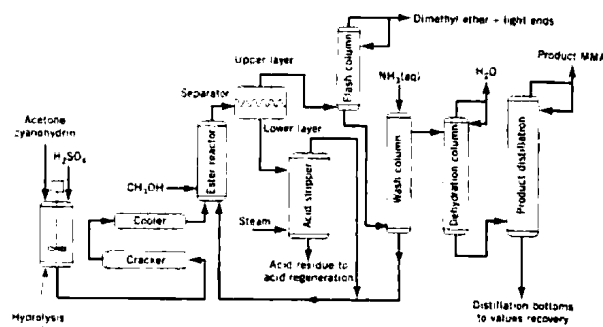 Dimethyl ether + light ends
Flash column
Product MMA
Upper layer
NH3(aq)
H2O
Separator
Acetone
cyanohydrin
H2SO4
Lower layer
Ester reactor
Acid stripper
Wash column
Dehydration column
Product distillation
CH3OH
Steam
Cooler
Cracker
Acid residue to
acid regeneration
Hydrolysis
Distillation bottoms
to values recovery